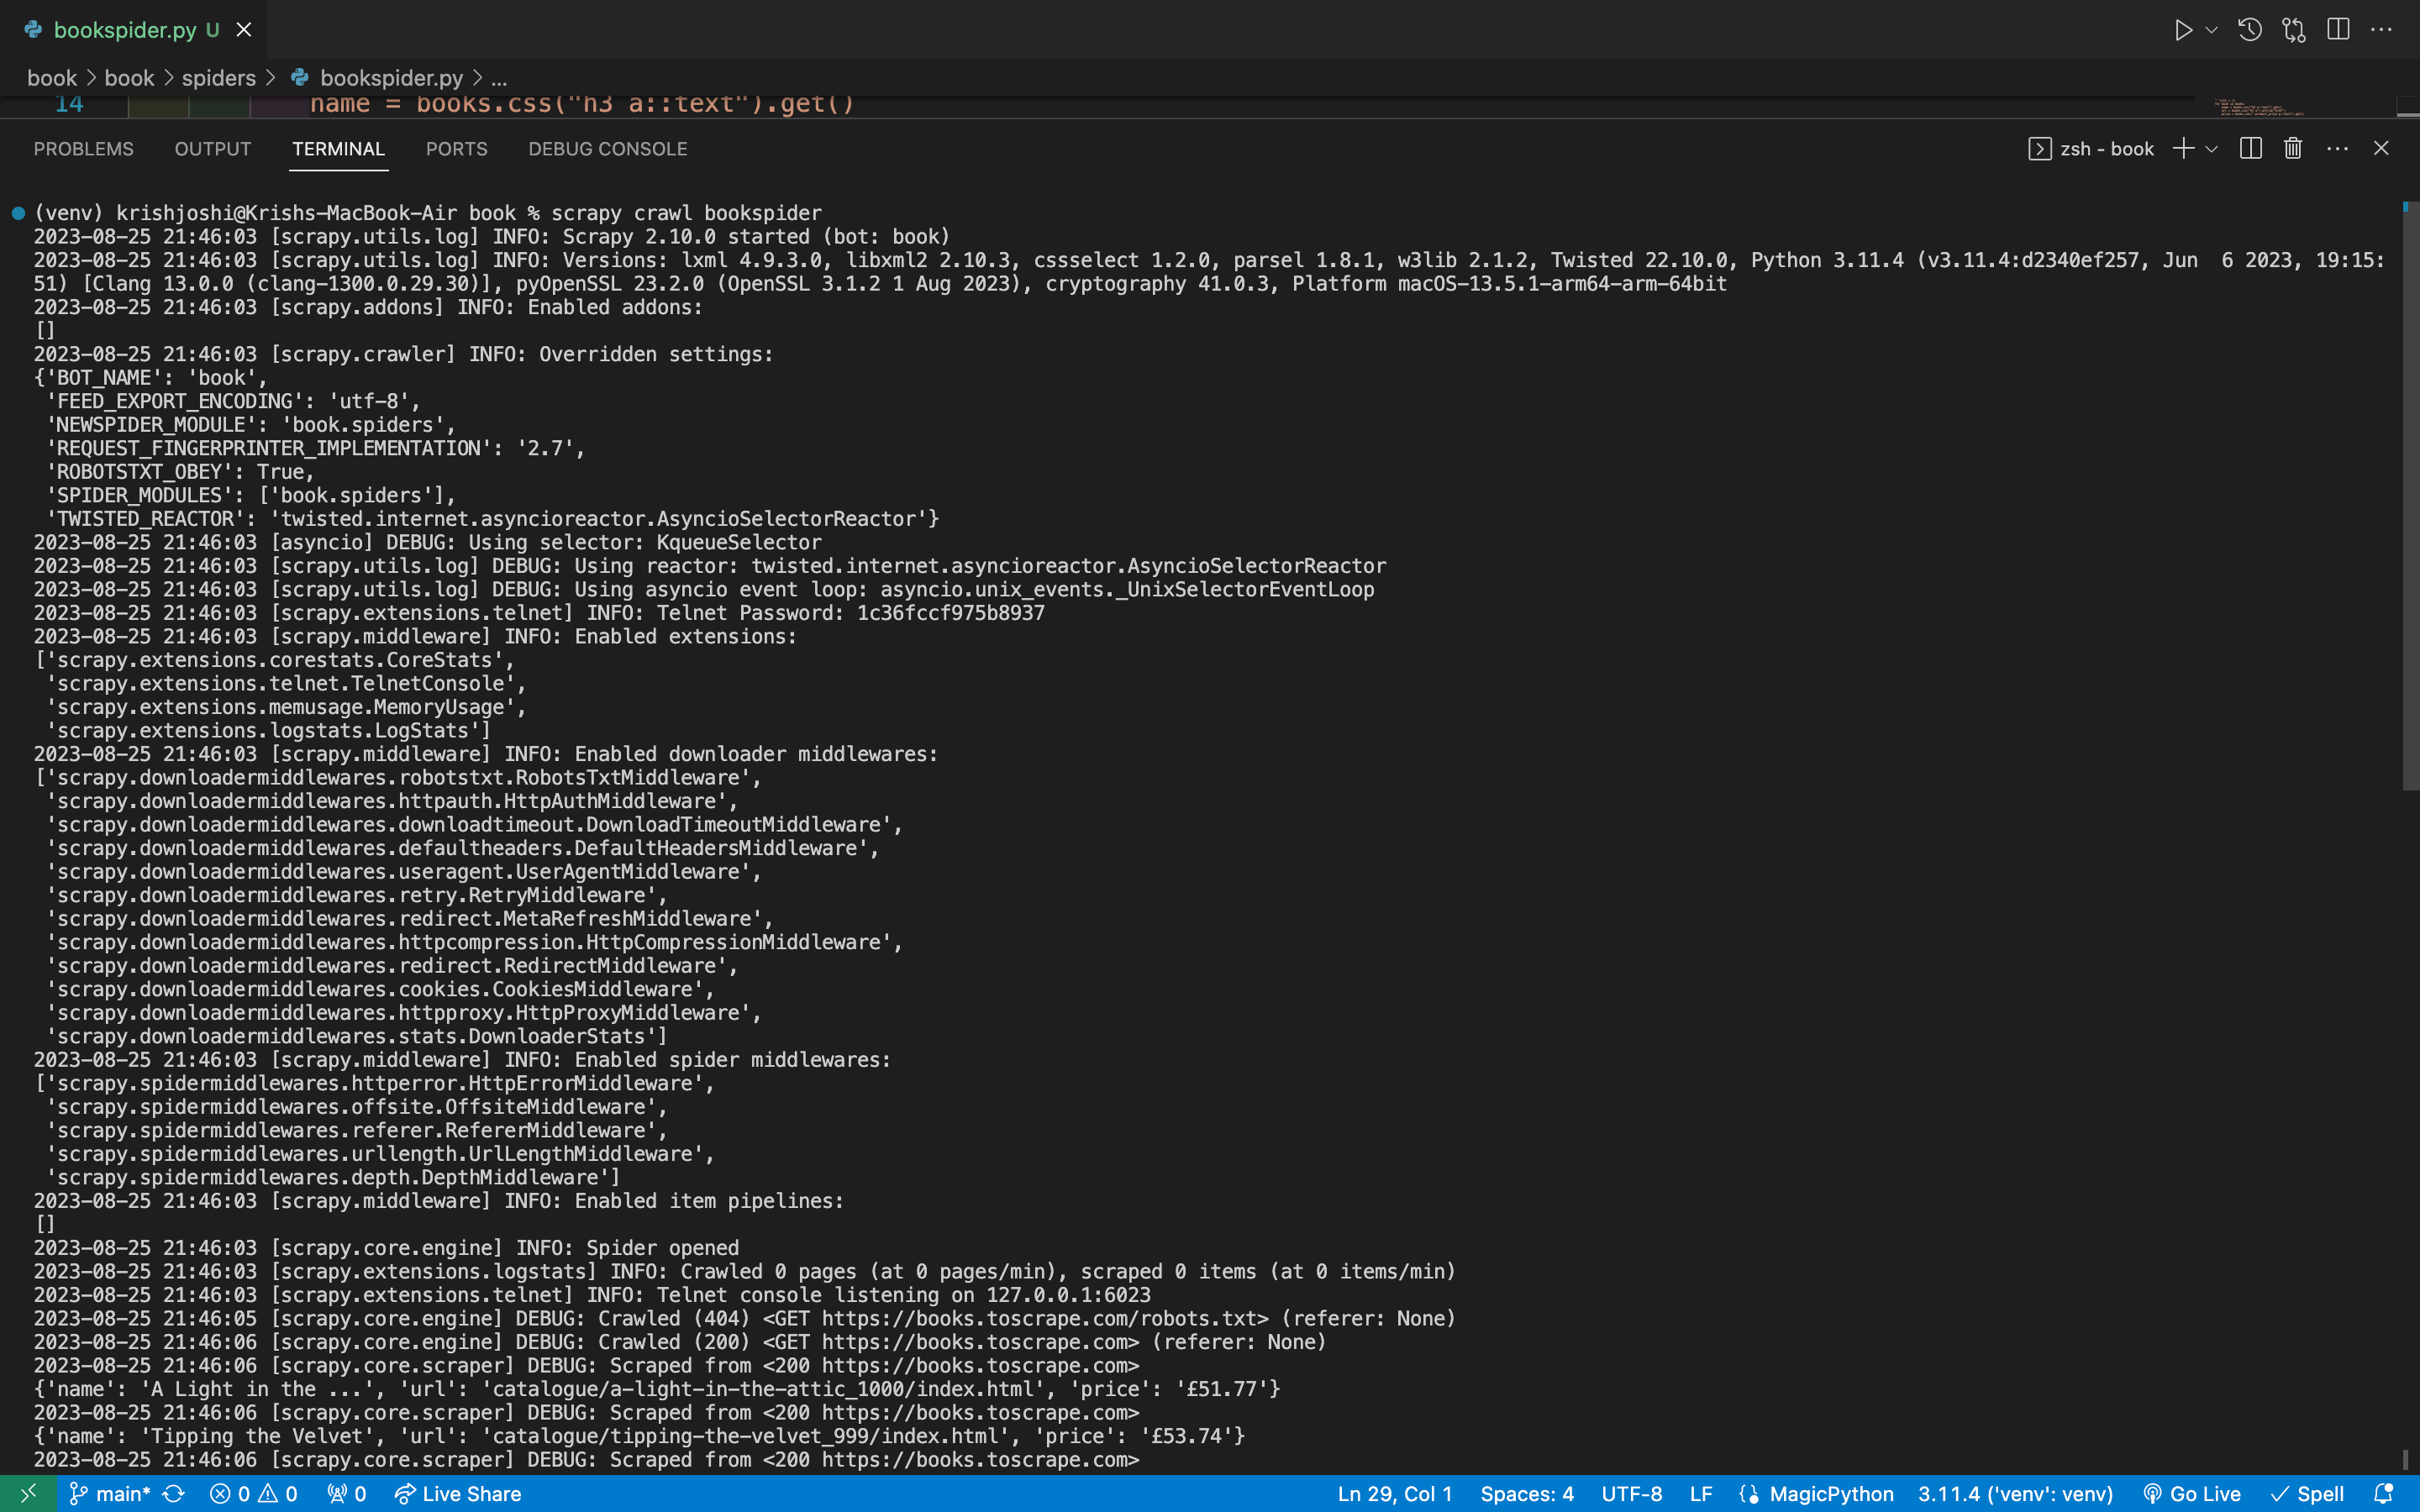 bookspider.py U
book > book > spiders > bookspider.py > ...
14 name = books.css("h3 a::text").get()
PROBLEMS OUTPUT TERMINAL PORTS DEBUG CONSOLE zsh - book
(venv) krishjoshi@Krishs-MacBook-Air book % scrapy crawl bookspider
2023-08-25 21:46:03 [scrapy.utils.log] INFO: Scrapy 2.10.0 started (bot: book)
2023-08-25 21:46:03 [scrapy.utils.log] INFO: Versions: lxml 4.9.3.0, libxml2 2.10.3, cssselect 1.2.0, parsel 1.8.1, w3lib 2.1.2, Twisted 22.10.0, Python 3.11.4 (v3.11.4:d2340ef257, Jun  6 2023, 19:15:
51) [Clang 13.0.0 (clang-1300.0.29.30)], pyOpenSSL 23.2.0 (OpenSSL 3.1.2 1 Aug 2023), cryptography 41.0.3, Platform macOS-13.5.1-arm64-arm-64bit
2023-08-25 21:46:03 [scrapy.addons] INFO: Enabled addons:
[]
2023-08-25 21:46:03 [scrapy.crawler] INFO: Overridden settings:
{'BOT_NAME': 'book',
 'FEED_EXPORT_ENCODING': 'utf-8',
 'NEWSPIDER_MODULE': 'book.spiders',
 'REQUEST_FINGERPRINTER_IMPLEMENTATION': '2.7',
 'ROBOTSTXT_OBEY': True,
 'SPIDER_MODULES': ['book.spiders'],
 'TWISTED_REACTOR': 'twisted.internet.asyncioreactor.AsyncioSelectorReactor'}
2023-08-25 21:46:03 [asyncio] DEBUG: Using selector: KqueueSelector
2023-08-25 21:46:03 [scrapy.utils.log] DEBUG: Using reactor: twisted.internet.asyncioreactor.AsyncioSelectorReactor
2023-08-25 21:46:03 [scrapy.utils.log] DEBUG: Using asyncio event loop: asyncio.unix_events._UnixSelectorEventLoop
2023-08-25 21:46:03 [scrapy.extensions.telnet] INFO: Telnet Password: 1c36fccf975b8937
2023-08-25 21:46:03 [scrapy.middleware] INFO: Enabled extensions:
['scrapy.extensions.corestats.CoreStats',
 'scrapy.extensions.telnet.TelnetConsole',
 'scrapy.extensions.memusage.MemoryUsage',
 'scrapy.extensions.logstats.LogStats']
2023-08-25 21:46:03 [scrapy.middleware] INFO: Enabled downloader middlewares:
['scrapy.downloadermiddlewares.robotstxt.RobotsTxtMiddleware',
 'scrapy.downloadermiddlewares.httpauth.HttpAuthMiddleware',
 'scrapy.downloadermiddlewares.downloadtimeout.DownloadTimeoutMiddleware',
 'scrapy.downloadermiddlewares.defaultheaders.DefaultHeadersMiddleware',
 'scrapy.downloadermiddlewares.useragent.UserAgentMiddleware',
 'scrapy.downloadermiddlewares.retry.RetryMiddleware',
 'scrapy.downloadermiddlewares.redirect.MetaRefreshMiddleware',
 'scrapy.downloadermiddlewares.httpcompression.HttpCompressionMiddleware',
 'scrapy.downloadermiddlewares.redirect.RedirectMiddleware',
 'scrapy.downloadermiddlewares.cookies.CookiesMiddleware',
 'scrapy.downloadermiddlewares.httpproxy.HttpProxyMiddleware',
 'scrapy.downloadermiddlewares.stats.DownloaderStats']
2023-08-25 21:46:03 [scrapy.middleware] INFO: Enabled spider middlewares:
['scrapy.spidermiddlewares.httperror.HttpErrorMiddleware',
 'scrapy.spidermiddlewares.offsite.OffsiteMiddleware',
 'scrapy.spidermiddlewares.referer.RefererMiddleware',
 'scrapy.spidermiddlewares.urllength.UrlLengthMiddleware',
 'scrapy.spidermiddlewares.depth.DepthMiddleware']
2023-08-25 21:46:03 [scrapy.middleware] INFO: Enabled item pipelines:
[]
2023-08-25 21:46:03 [scrapy.core.engine] INFO: Spider opened
2023-08-25 21:46:03 [scrapy.extensions.logstats] INFO: Crawled 0 pages (at 0 pages/min), scraped 0 items (at 0 items/min)
2023-08-25 21:46:03 [scrapy.extensions.telnet] INFO: Telnet console listening on 127.0.0.1:6023
2023-08-25 21:46:05 [scrapy.core.engine] DEBUG: Crawled (404) <GET https://books.toscrape.com/robots.txt> (referer: None)
2023-08-25 21:46:06 [scrapy.core.engine] DEBUG: Crawled (200) <GET https://books.toscrape.com> (referer: None)
2023-08-25 21:46:06 [scrapy.core.scraper] DEBUG: Scraped from <200 https://books.toscrape.com>
{'name': 'A Light in the ...', 'url': 'catalogue/a-light-in-the-attic_1000/index.html', 'price': '£51.77'}
2023-08-25 21:46:06 [scrapy.core.scraper] DEBUG: Scraped from <200 https://books.toscrape.com>
{'name': 'Tipping the Velvet', 'url': 'catalogue/tipping-the-velvet_999/index.html', 'price': '£53.74'}
2023-08-25 21:46:06 [scrapy.core.scraper] DEBUG: Scraped from <200 https://books.toscrape.com>
main* 0 0 0 Live Share Ln 29, Col 1 Spaces: 4 UTF-8 LF MagicPython 3.11.4 ('venv': venv) Go Live Spell